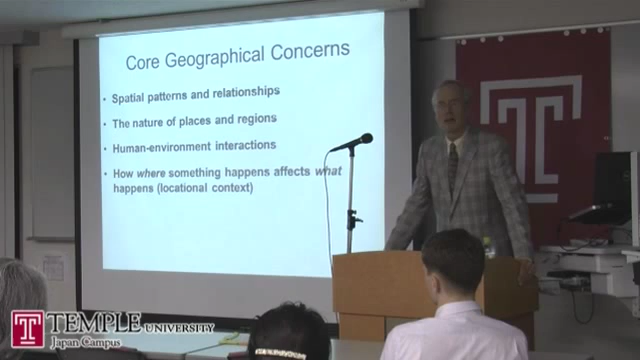 Core Geographical Concerns
• Spatial patterns and relationships
• The nature of places and regions
• Human-environment interactions
• How where something happens affects what
happens (locational context)
T
T TEMPLE UNIVERSITY
Japan Campus